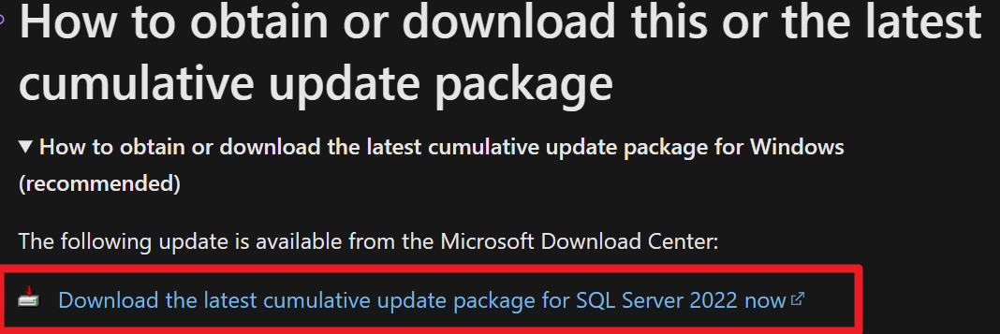 How to obtain or download this or the latest
cumulative update package
▼ How to obtain or download the latest cumulative update package for Windows
(recommended)
The following update is available from the Microsoft Download Center:
Download the latest cumulative update package for SQL Server 2022 now